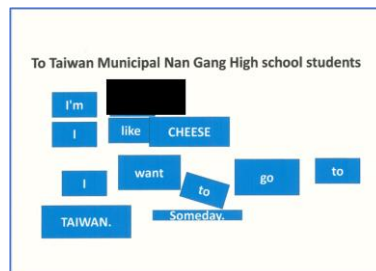 To Taiwan Municipal Nan Gang High school students
I'm
I like CHEESE
I want to go to
TAIWAN. Someday.